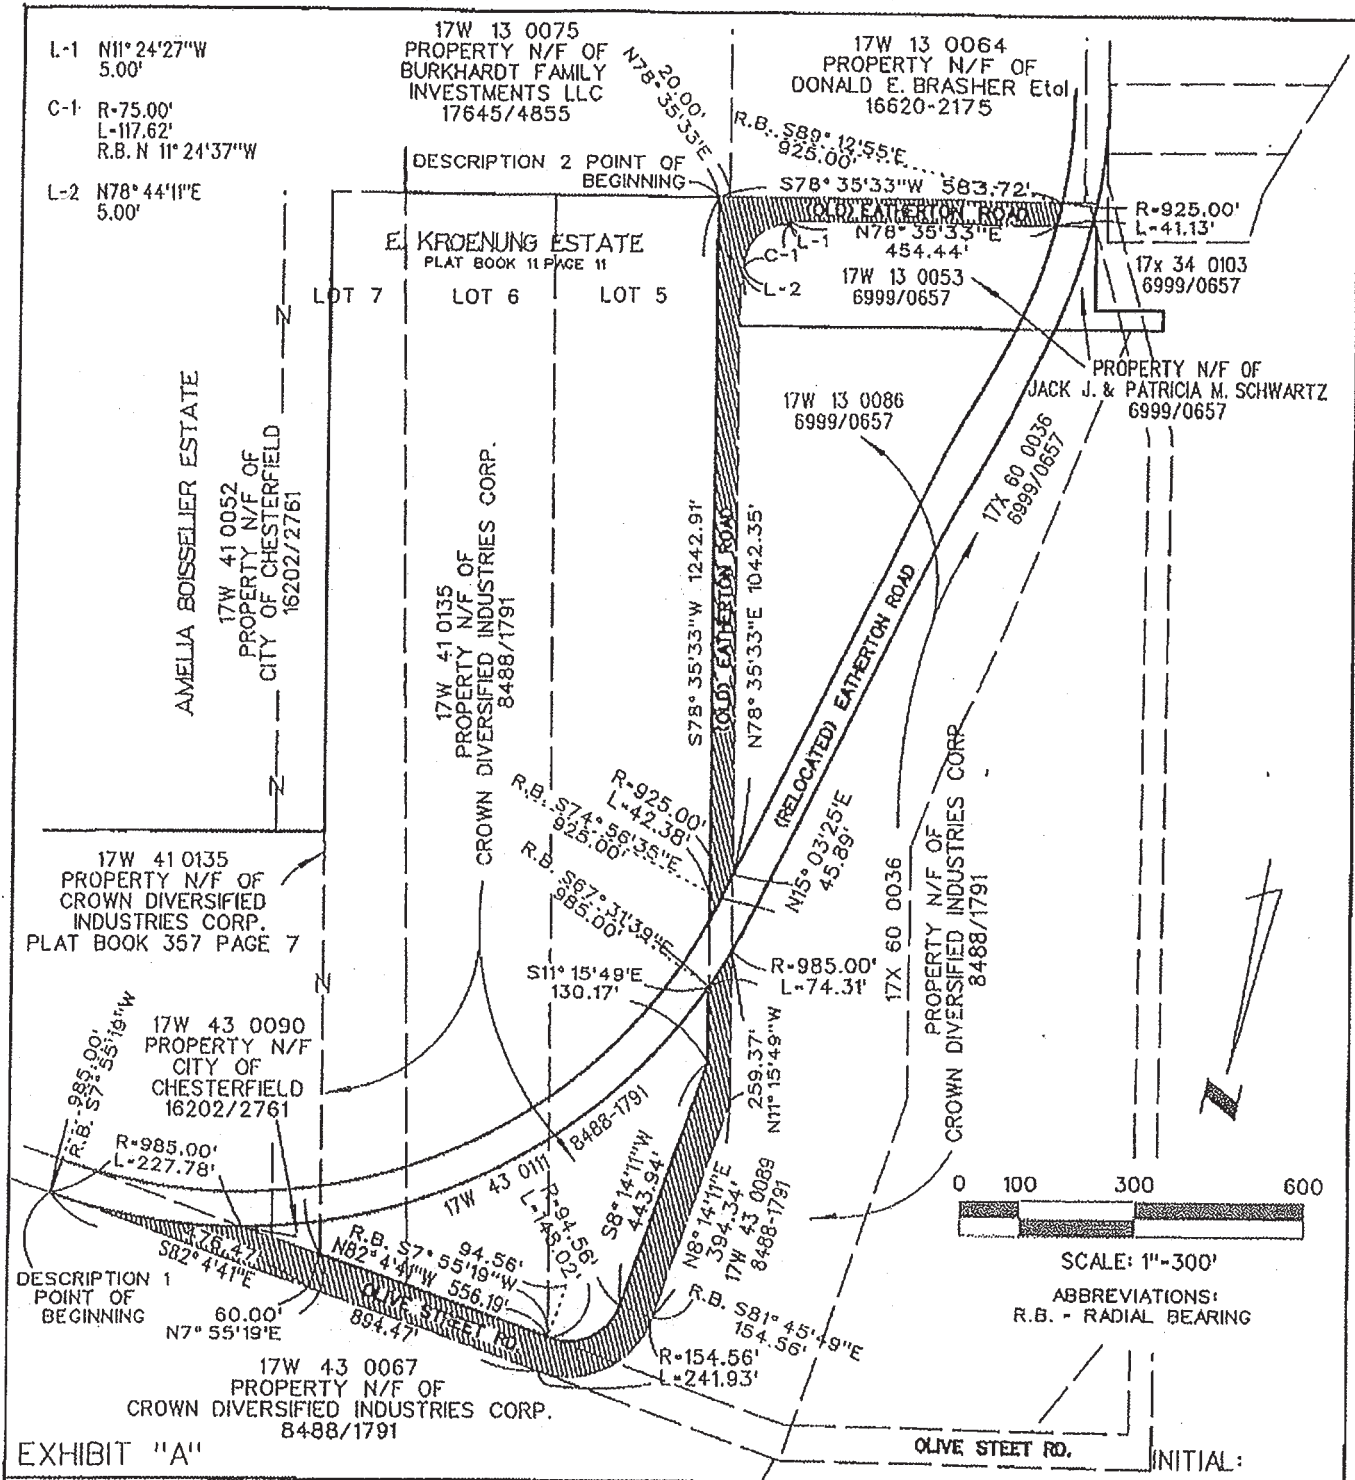 L-1 N11° 24'27"W
5.00'
C-1 R=75.00'
L=117.62'
R.B. N 11° 24'37"W
L-2 N78° 44'11"E
5.00'
17W 13 0075
PROPERTY N/F OF
BURKHARDT FAMILY
INVESTMENTS LLC
17645/4855
20.00'
N78° 35'33"E
17W 13 0064
PROPERTY N/F OF
DONALD E. BRASHER Etal
16620-2175
R.B. S89° 12'55"E
925.00'
DESCRIPTION 2 POINT OF
BEGINNING
S78° 35'33"W 583.72'
(OLD) EATHERTON ROAD
N78° 35'33"E
454.44'
R=925.00'
L=41.13'
L-1
C-1
L-2
17W 13 0053
6999/0657
17x 34 0103
6999/0657
E. KROENUNG ESTATE
PLAT BOOK 11 PAGE 11
LOT 7
LOT 6
LOT 5
PROPERTY N/F OF
JACK J. & PATRICIA M. SCHWARTZ
6999/0657
17W 13 0086
6999/0657
17X 60 0036
6999/0657
AMELIA BOISSELIER ESTATE
17W 41 0052
PROPERTY N/F OF
CITY OF CHESTERFIELD
16202/2761
17W 41 0135
PROPERTY N/F OF
CROWN DIVERSIFIED INDUSTRIES CORP.
8488/1791
S78° 35'33"W 1242.91'
(OLD) EATHERTON ROAD
N78° 35'33"E 1042.35'
(RELOCATED) EATHERTON ROAD
R=925.00'
L=42.38'
R.B. S74° 56'35"E
925.00'
R.B. S67° 31'39"E
985.00'
N15° 03'25"E
45.89'
17W 41 0135
PROPERTY N/F OF
CROWN DIVERSIFIED
INDUSTRIES CORP.
PLAT BOOK 357 PAGE 7
S11° 15'49"E
130.17'
R=985.00'
L=74.31'
17X 60 0036
PROPERTY N/F OF
CROWN DIVERSIFIED INDUSTRIES CORP
8488/1791
259.37'
N11° 15'49"W
985.00'
R.B. S7° 55'19"W
17W 43 0090
PROPERTY N/F
CITY OF
CHESTERFIELD
16202/2761
R=985.00'
L=227.78'
17W 43 0111
8488-1791
R=94.56'
L=148.02'
S8° 14'11"W
443.94'
N8° 14'11"E
394.34'
17W 43 0089
8488-1791
0 100 300 600
SCALE: 1"=300'
ABBREVIATIONS:
R.B. - RADIAL BEARING
R.B. S7° 55'19"W
94.56'
N82° 4'41"W 556.19'
476.47'
S82° 4'41"E
OLIVE STREET RD.
894.47'
DESCRIPTION 1
POINT OF
BEGINNING
60.00'
N7° 55'19"E
R.B. S81° 45'49"E
154.56'
R=154.56'
L=241.93'
17W 43 0067
PROPERTY N/F OF
CROWN DIVERSIFIED INDUSTRIES CORP.
8488/1791
EXHIBIT "A"
OLIVE STEET RD.
INITIAL: